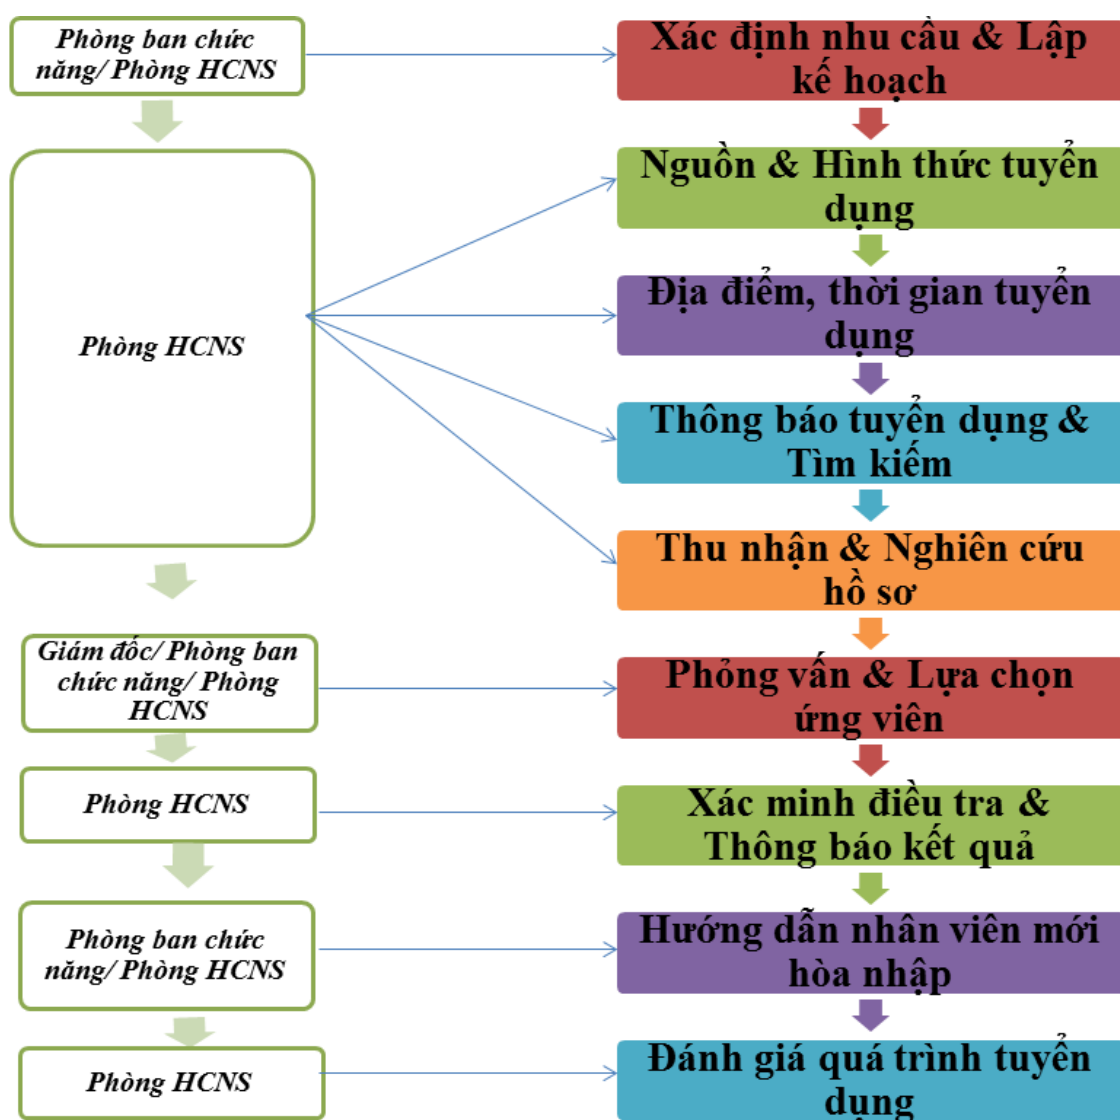 Phòng ban chức
năng/ Phòng HCNS
Xác định nhu cầu & Lập
kế hoạch
Phòng HCNS
Nguồn & Hình thức tuyển
dụng
Địa điểm, thời gian tuyển
dụng
Thông báo tuyển dụng &
Tìm kiếm
Thu nhận & Nghiên cứu
hồ sơ
Giám đốc/ Phòng ban
chức năng/ Phòng
HCNS
Phỏng vấn & Lựa chọn
ứng viên
Phòng HCNS
Xác minh điều tra &
Thông báo kết quả
Phòng ban chức
năng/ Phòng HCNS
Hướng dẫn nhân viên mới
hòa nhập
Phòng HCNS
Đánh giá quá trình tuyển
dụng